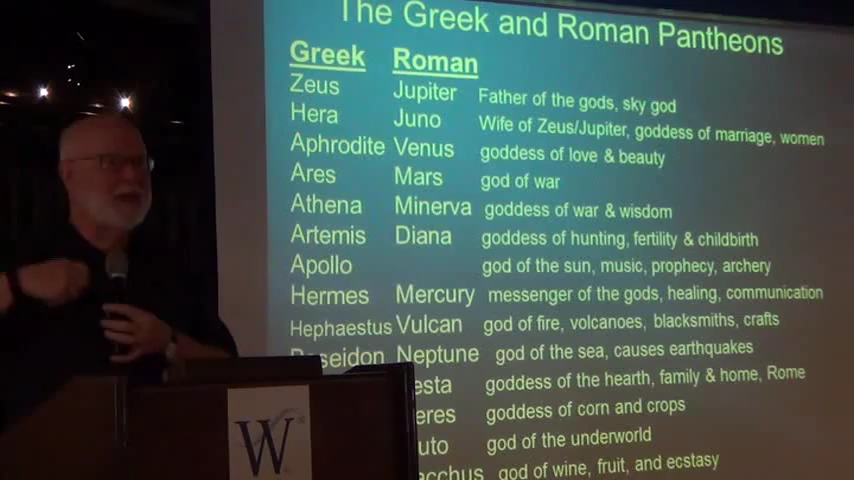 The Greek and Roman Pantheons
Greek Roman
Zeus Jupiter Father of the gods, sky god
Hera Juno Wife of Zeus/Jupiter, goddess of marriage, women
Aphrodite Venus goddess of love & beauty
Ares Mars god of war
Athena Minerva goddess of war & wisdom
Artemis Diana goddess of hunting, fertility & childbirth
Apollo god of the sun, music, prophecy, archery
Hermes Mercury messenger of the gods, healing, communication
Hephaestus Vulcan god of fire, volcanoes, blacksmiths, crafts
Poseidon Neptune god of the sea, causes earthquakes
esta goddess of the hearth, family & home, Rome
eres goddess of corn and crops
uto god of the underworld
acchus god of wine, fruit, and ecstasy
W